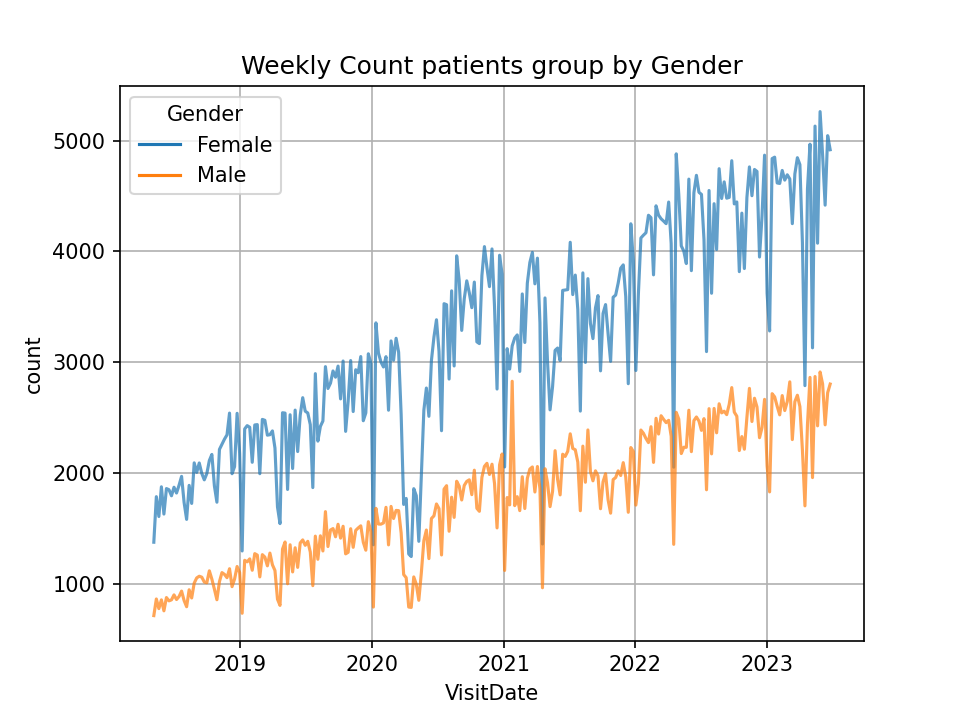 Weekly Count patients group by Gender
Gender
Female
Male
5000
4000
3000
2000
1000
count
2019 2020 2021 2022 2023
VisitDate